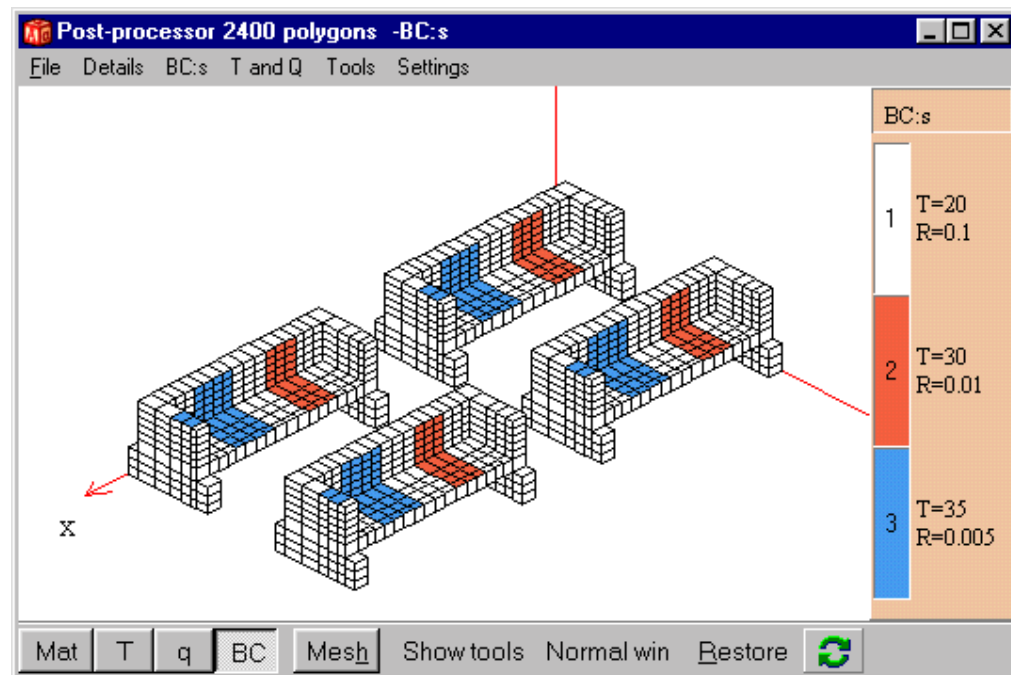 Post-processor 2400 polygons -BC:s
File Details BC:s T and Q Tools Settings
BC:s
1
T=20
R=0.1
2
T=30
R=0.01
3
T=35
R=0.005
X
Mat T q BC Mesh Show tools Normal win Restore